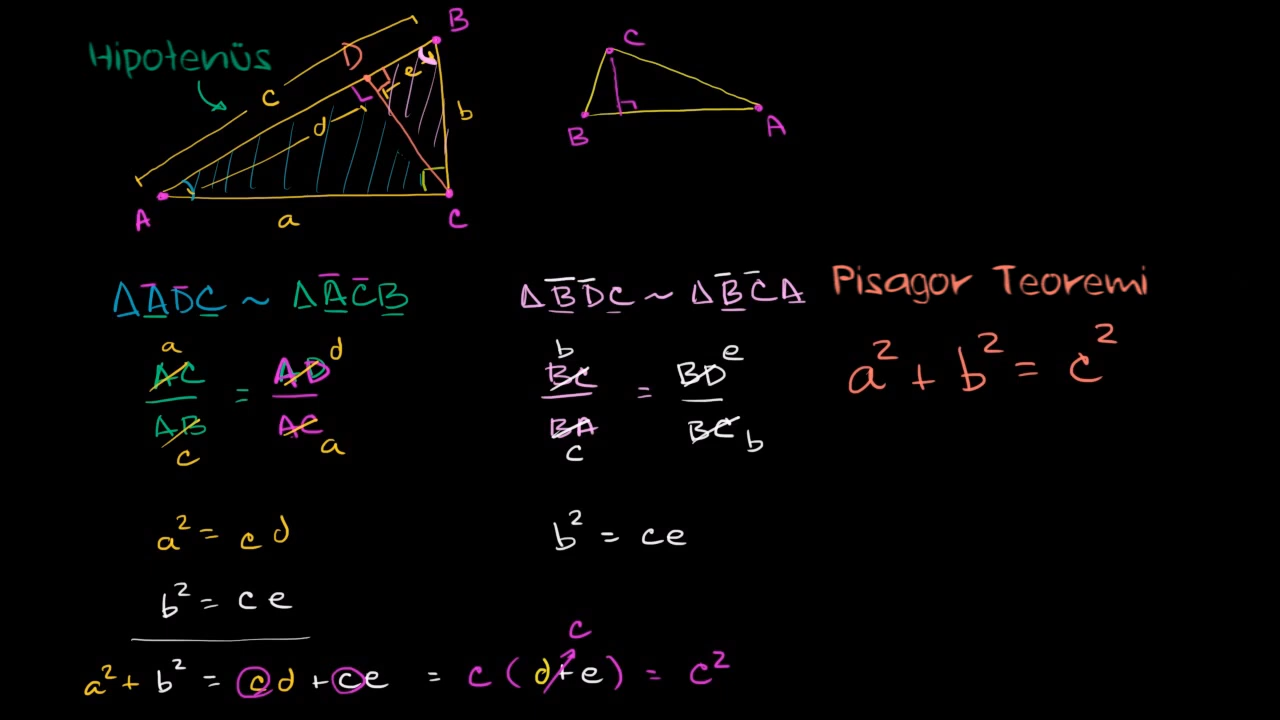 Hipotenüs
B
D
c
e
L
d
b
A
a
C
C
B
A
ΔADC ~ ΔACB
ΔBDC ~ ΔBCA
Pisagor Teoremi
a² + b² = c²
a d
AC/AB = AD/AC
c a
b e
BC/BA = BD/BC
c b
a² = cd
b² = ce
b² = ce
c
a² + b² = cd + ce = c(d+e) = c²